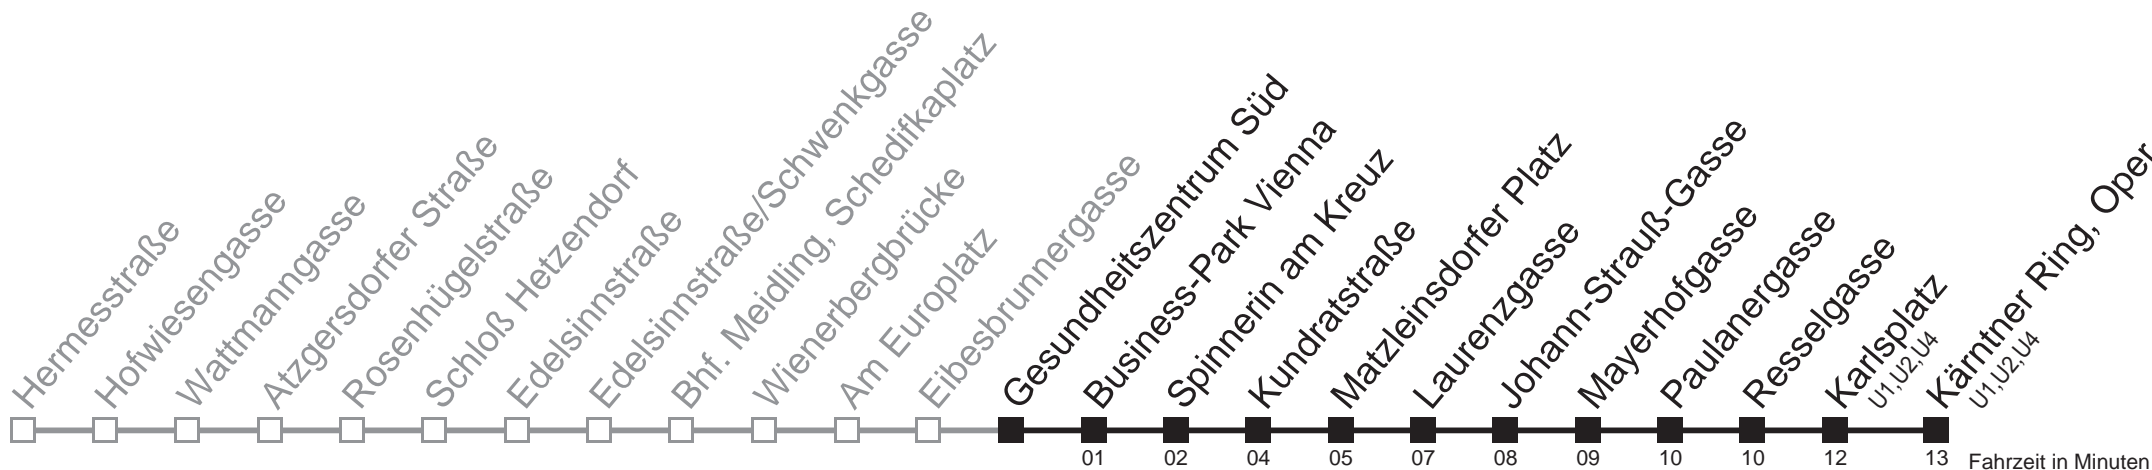 Hermesstraße
Hofwiesengasse
Wattmanngasse
Atzgersdorfer Straße
Rosenhügelstraße
Schloß Hetzendorf
Edelsinnstraße
Edelsinnstraße/Schwenkgasse
Bhf. Meidling, Schedifkaplatz
Wienerbergbrücke
Am Europlatz
Eibesbrunnergasse
Gesundheitszentrum Süd
Business-Park Vienna
Spinnerin am Kreuz
Kundratstraße
Matzleinsdorfer Platz
Laurenzgasse
Johann-Strauß-Gasse
Mayerhofgasse
Paulanergasse
Resselgasse
Karlsplatz
U1,U2,U4
Kärntner Ring, Oper
U1,U2,U4
01 02 04 05 07 08 09 10 10 12 13 Fahrzeit in Minuten